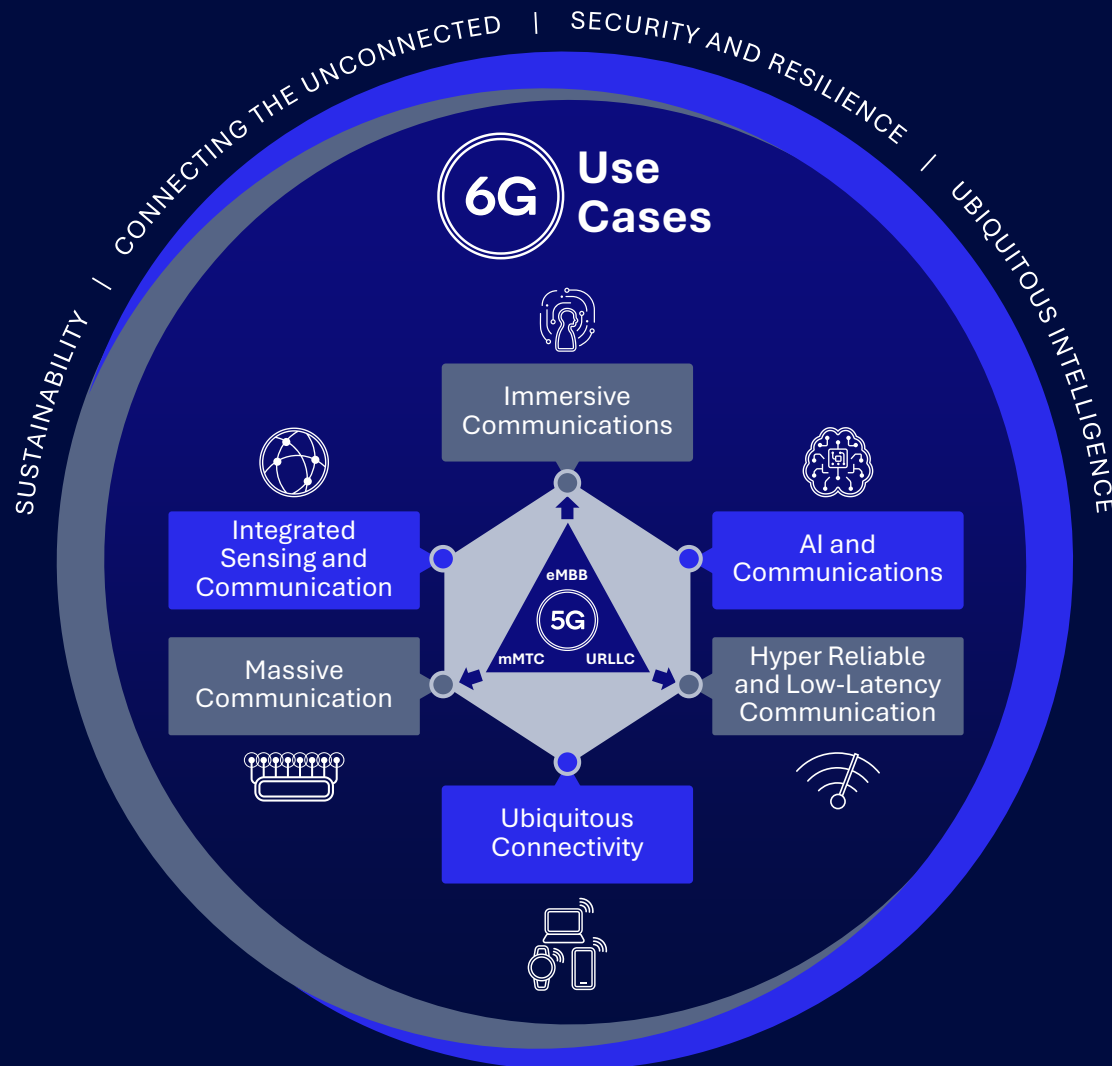 SUSTAINABILITY | CONNECTING THE UNCONNECTED | SECURITY AND RESILIENCE | UBIQUITOUS INTELLIGENCE
6G
Use
Cases
Immersive
Communications
Integrated
Sensing and
Communication
AI and
Communications
eMBB
5G
mMTC
URLLC
Massive
Communication
Hyper Reliable
and Low-Latency
Communication
Ubiquitous
Connectivity